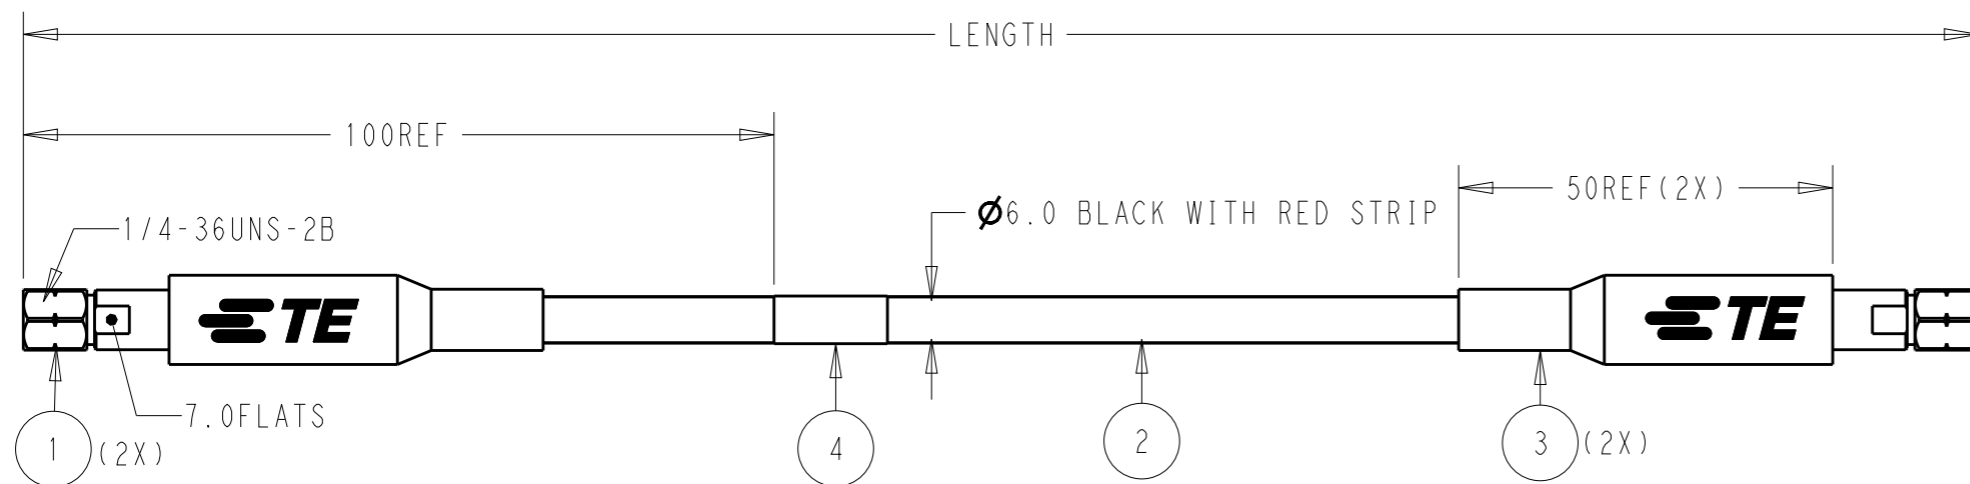 LENGTH
100REF
50REF(2X)
Ø6.0 BLACK WITH RED STRIP
1/4-36UNS-2B
TE
TE
7.0FLATS
1 (2X)
4
2
3 (2X)